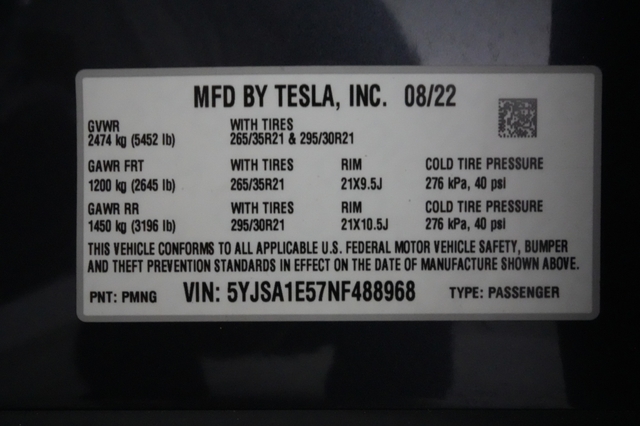 MFD BY TESLA, INC. 08/22
GVWR WITH TIRES
2474 kg (5452 lb) 265/35R21 & 295/30R21
GAWR FRT WITH TIRES RIM COLD TIRE PRESSURE
1200 kg (2645 lb) 265/35R21 21X9.5J 276 kPa, 40 psi
GAWR RR WITH TIRES RIM COLD TIRE PRESSURE
1450 kg (3196 lb) 295/30R21 21X10.5J 276 kPa, 40 psi
THIS VEHICLE CONFORMS TO ALL APPLICABLE U.S. FEDERAL MOTOR VEHICLE SAFETY, BUMPER
AND THEFT PREVENTION STANDARDS IN EFFECT ON THE DATE OF MANUFACTURE SHOWN ABOVE.
PNT: PMNG VIN: 5YJSA1E57NF488968 TYPE: PASSENGER